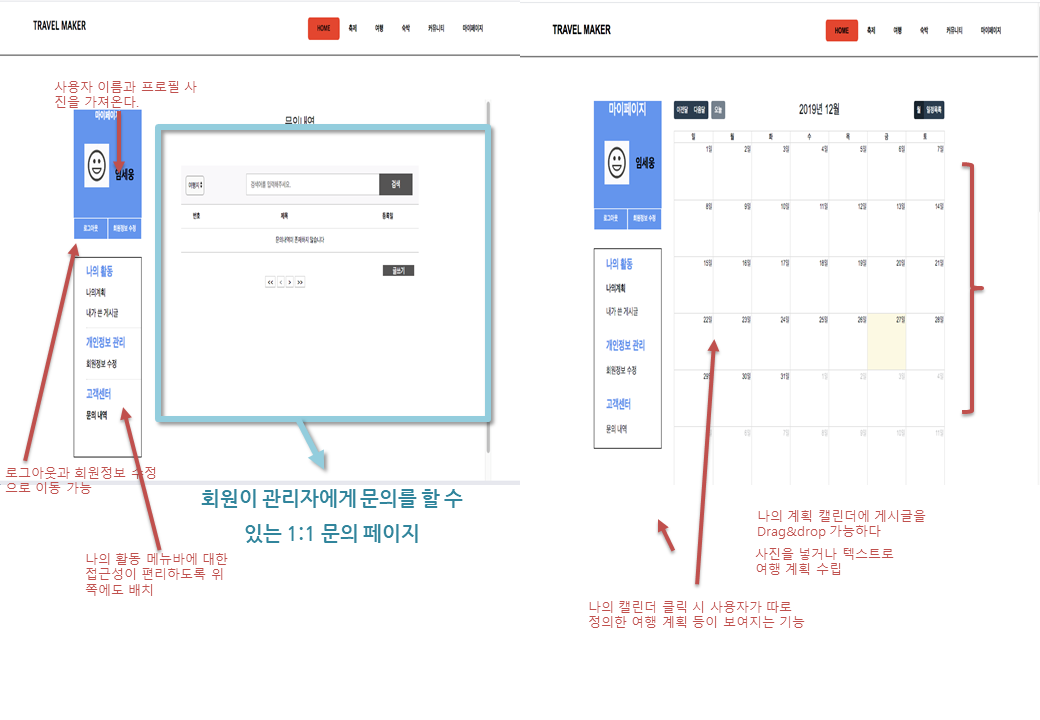 TRAVEL MAKER
HOME 축제 여행 숙박 커뮤니티 마이페이지
사용자 이름과 프로필 사
진을 가져온다.
마이페이지
임세웅
로그아웃 회원정보 수정
나의 활동
나의계획
내가 쓴 게시글
개인정보 관리
회원정보 수정
고객센터
문의 내역
문의내역
여행지
검색어를 입력해주세요. 검색
번호 제목 등록일
문의내역이 존재하지 않습니다
글쓰기
<< < > >>
로그아웃과 회원정보 수정
으로 이동 가능
나의 활동 메뉴바에 대한
접근성이 편리하도록 위
쪽에도 배치
회원이 관리자에게 문의를 할 수
있는 1:1 문의 페이지
TRAVEL MAKER
HOME 축제 여행 숙박 커뮤니티 마이페이지
마이페이지
임세웅
로그아웃 회원정보 수정
나의 활동
나의계획
내가 쓴 게시글
개인정보 관리
회원정보 수정
고객센터
문의 내역
이전달 다음달 오늘 2019년 12월 월 일정목록
일 월 화 수 목 금 토
1일 2일 3일 4일 5일 6일 7일
8일 9일 10일 11일 12일 13일 14일
15일 16일 17일 18일 19일 20일 21일
22일 23일 24일 25일 26일 27일 28일
29일 30일 31일 1일 2일 3일 4일
6일 7일 8일 9일 10일 11일
나의 계획 캘린더에 게시글을
Drag&drop 가능하다
사진을 넣거나 텍스트로
여행 계획 수립
나의 캘린더 클릭 시 사용자가 따로
정의한 여행 계획 등이 보여지는 기능